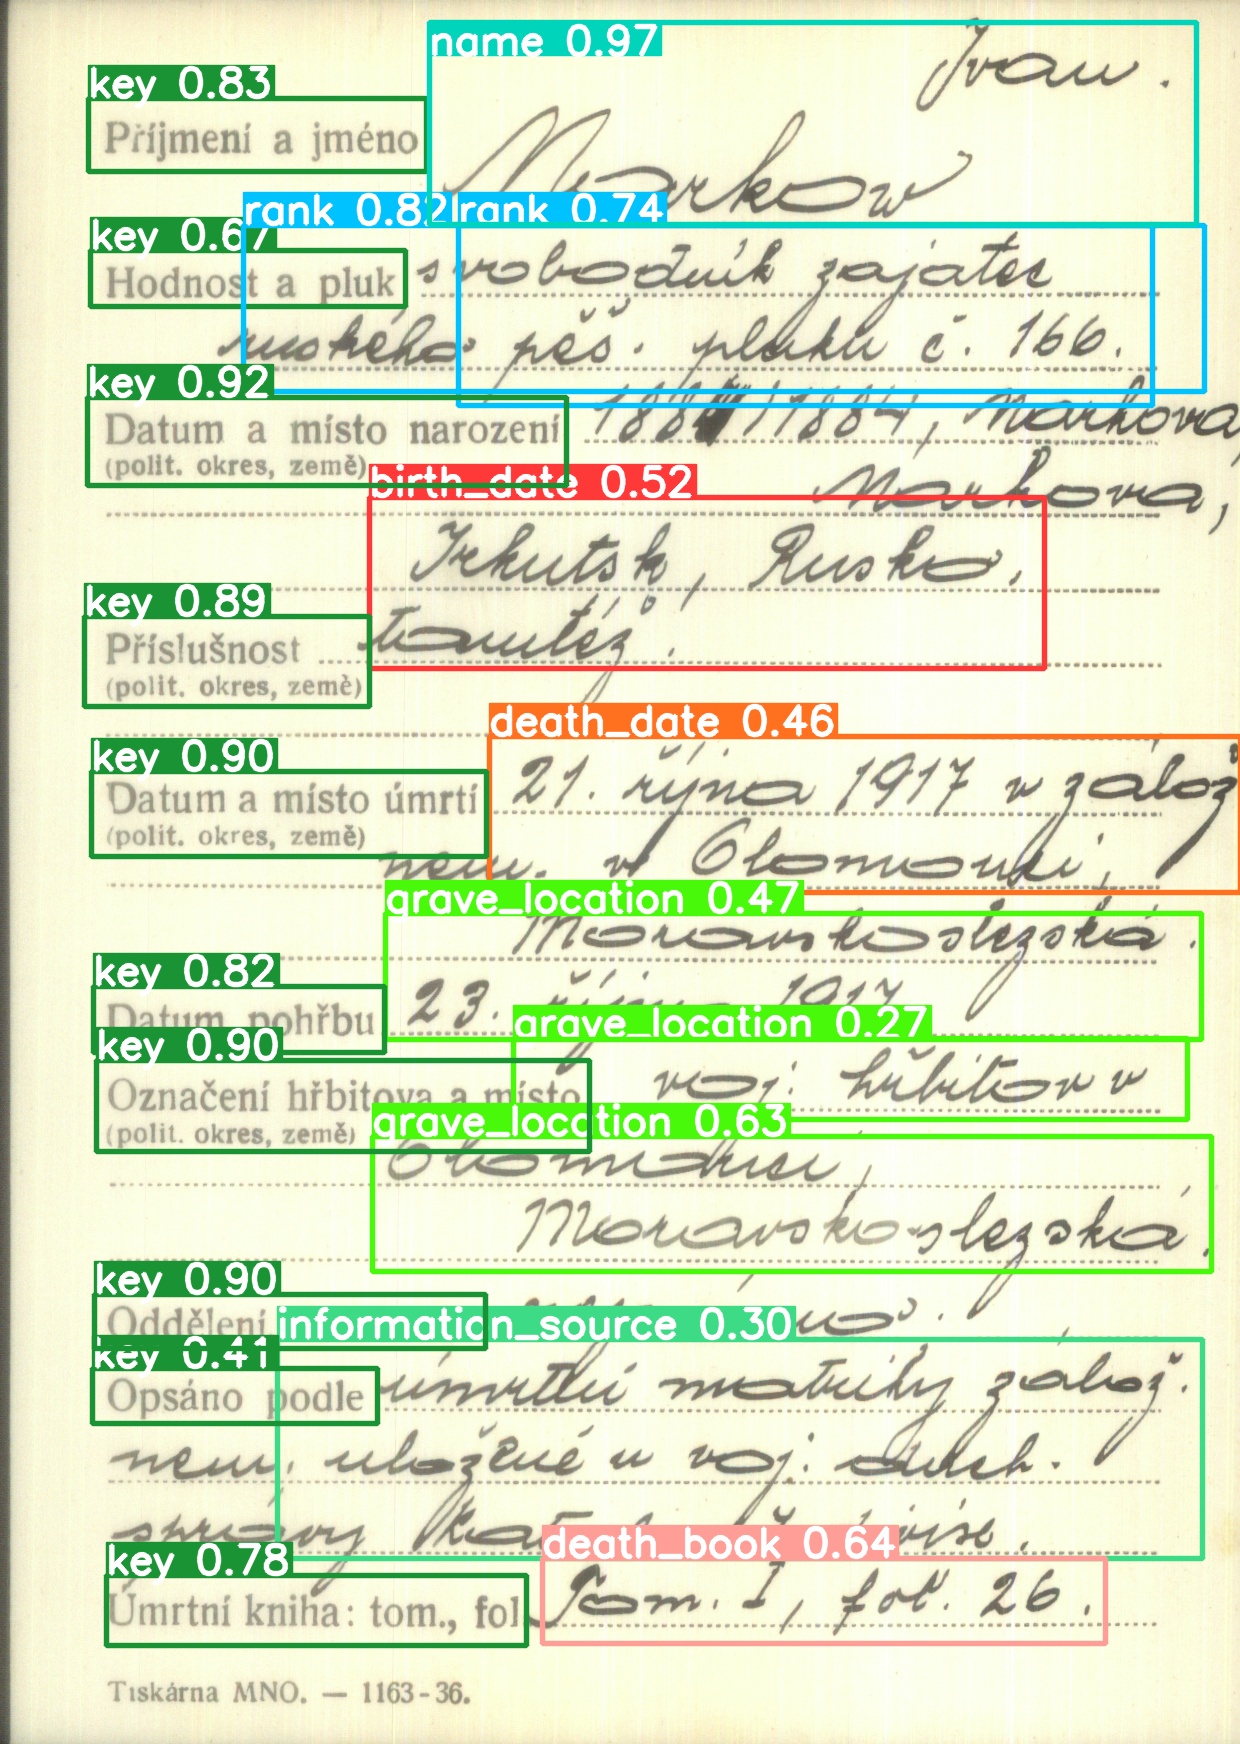 name 0.97
Ivan.
key 0.83
Příjmení a jméno
Markow
rank 0.82
rank 0.74
key 0.67
Hodnost a pluk svobodník zajatec
ruského pěš. pluku č. 166.
key 0.92
Datum a místo narození 1884, Markova,
(polit. okres, země)
birth_date 0.52
Markova,
Irkutsk, Rusko.
key 0.89
Příslušnost tamtéž.
(polit. okres, země)
death_date 0.46
key 0.90
Datum a místo úmrtí 21. října 1917 v zálož
(polit. okres, země)
nem. v Olomouci,
grave_location 0.47
Moravskoslezská.
key 0.82
Datum pohřbu 23. října 1917
grave_location 0.27
key 0.90
Označení hřbitova a místo voj. hřbitov v
(polit. okres, země)
grave_location 0.63
Olomouci,
Moravskoslezská.
key 0.90
Oddělení
information_source 0.30
key 0.41
Opsáno podle úmrtní matriky zálož.
nem. uložené u voj. duch.
správy
death_book 0.64
key 0.78
Úmrtní kniha: tom., fol. Tom. I, fol. 26.
Tiskárna MNO. — 1163-36.